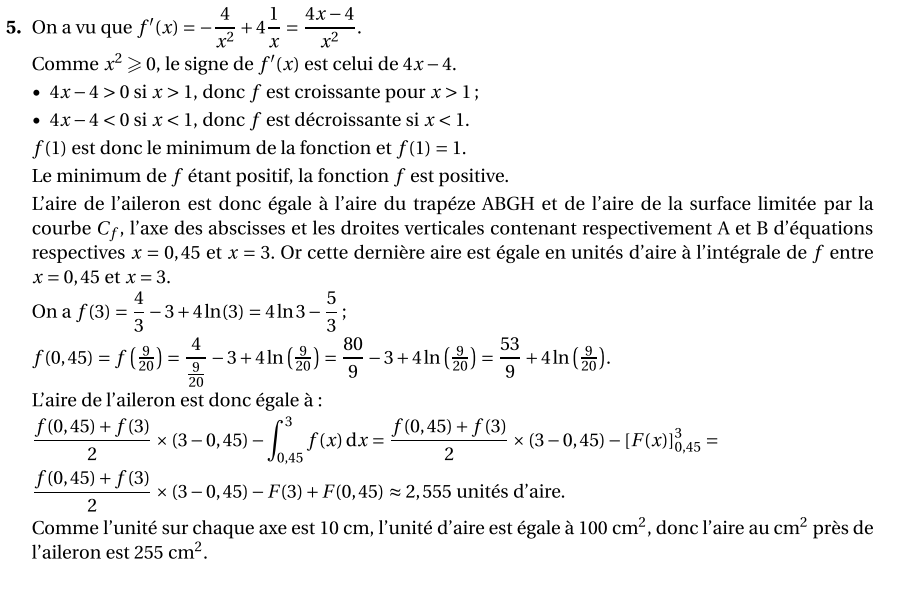 5. On a vu que f′(x) = −4/x² + 4 1/x = (4x − 4)/x².
Comme x² ⩾ 0, le signe de f′(x) est celui de 4x − 4.
• 4x − 4 > 0 si x > 1, donc f est croissante pour x > 1 ;
• 4x − 4 < 0 si x < 1, donc f est décroissante si x < 1.
f(1) est donc le minimum de la fonction et f(1) = 1.
Le minimum de f étant positif, la fonction f est positive.
L'aire de l'aileron est donc égale à l'aire du trapéze ABGH et de l'aire de la surface limitée par la
courbe C_f, l'axe des abscisses et les droites verticales contenant respectivement A et B d'équations
respectives x = 0,45 et x = 3. Or cette dernière aire est égale en unités d'aire à l'intégrale de f entre
x = 0,45 et x = 3.
On a f(3) = 4/3 − 3 + 4 ln(3) = 4 ln 3 − 5/3 ;
f(0,45) = f(9/20) = 4/(9/20) − 3 + 4 ln(9/20) = 80/9 − 3 + 4 ln(9/20) = 53/9 + 4 ln(9/20).
L'aire de l'aileron est donc égale à :
(f(0,45) + f(3))/2 × (3 − 0,45) − ∫_{0,45}^{3} f(x) dx = (f(0,45) + f(3))/2 × (3 − 0,45) − [F(x)]_{0,45}^{3} =
(f(0,45) + f(3))/2 × (3 − 0,45) − F(3) + F(0,45) ≈ 2,555 unités d'aire.
Comme l'unité sur chaque axe est 10 cm, l'unité d'aire est égale à 100 cm², donc l'aire au cm² près de
l'aileron est 255 cm².